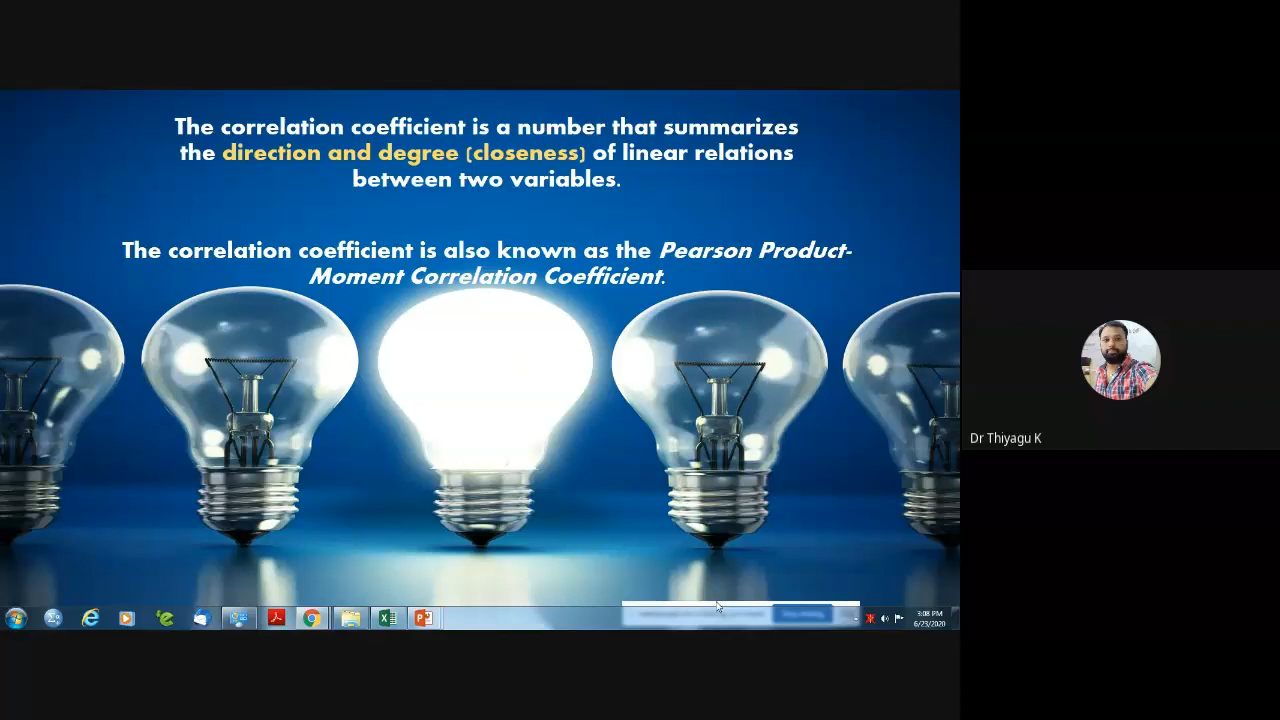 The correlation coefficient is a number that summarizes
the direction and degree (closeness) of linear relations
between two variables.
The correlation coefficient is also known as the Pearson Product-
Moment Correlation Coefficient.
Dr Thiyagu K
3:08 PM
6/23/2020